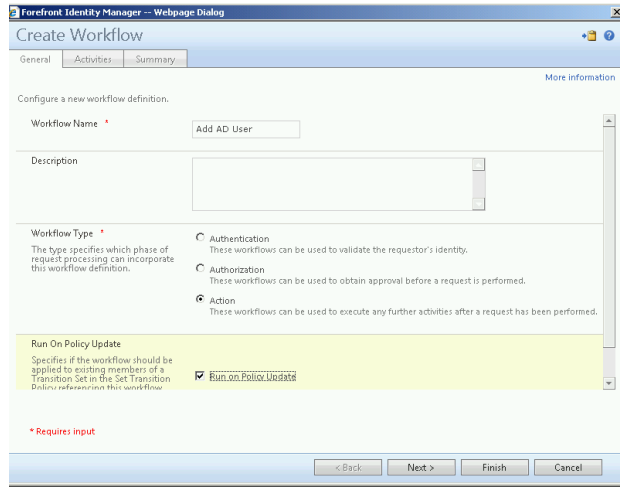 Forefront Identity Manager -- Webpage Dialog
Create Workflow
General Activities Summary
More information
Configure a new workflow definition.
Workflow Name *
Add AD User
Description
Workflow Type *
The type specifies which phase of
request processing can incorporate
this workflow definition.
Authentication
These workflows can be used to validate the requestor's identity.
Authorization
These workflows can be used to obtain approval before a request is performed.
Action
These workflows can be used to execute any further activities after a request has been performed.
Run On Policy Update
Specifies if the workflow should be
applied to existing members of a
Transition Set in the Set Transition
Policy referencing this workflow
Run on Policy Update
* Requires input
< Back Next > Finish Cancel